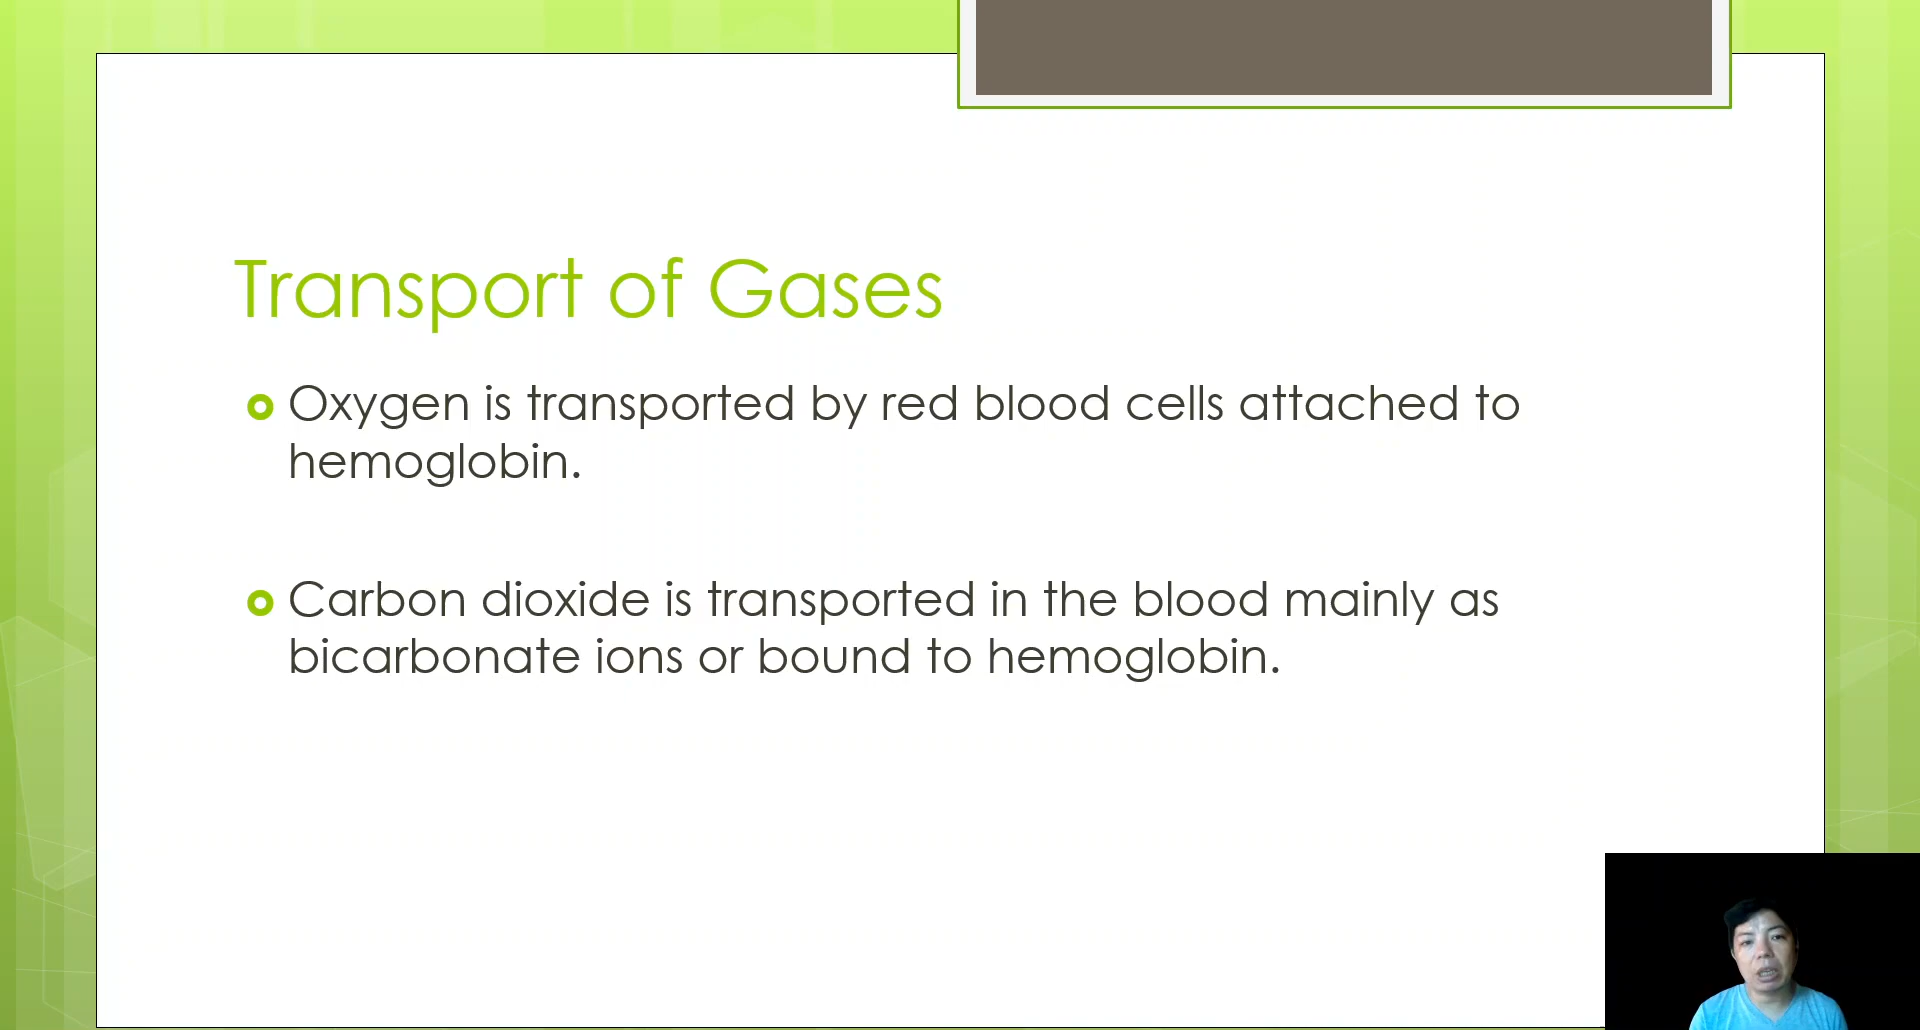 Transport of Gases
Oxygen is transported by red blood cells attached to
hemoglobin.
Carbon dioxide is transported in the blood mainly as
bicarbonate ions or bound to hemoglobin.